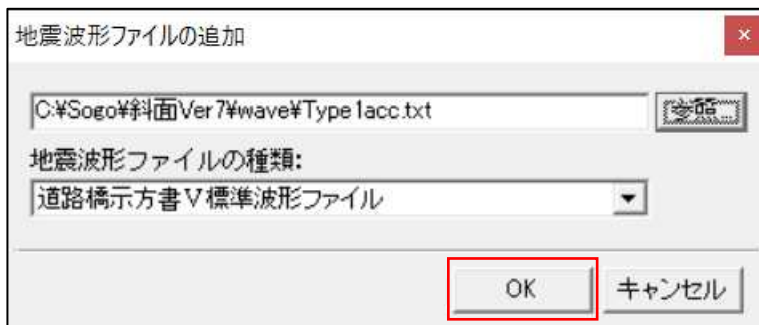 地震波形ファイルの追加
×
C:¥Sogo¥斜面Ver7¥wave¥Type1acc.txt
参照...
地震波形ファイルの種類:
道路橋示方書Ⅴ標準波形ファイル
OK
キャンセル